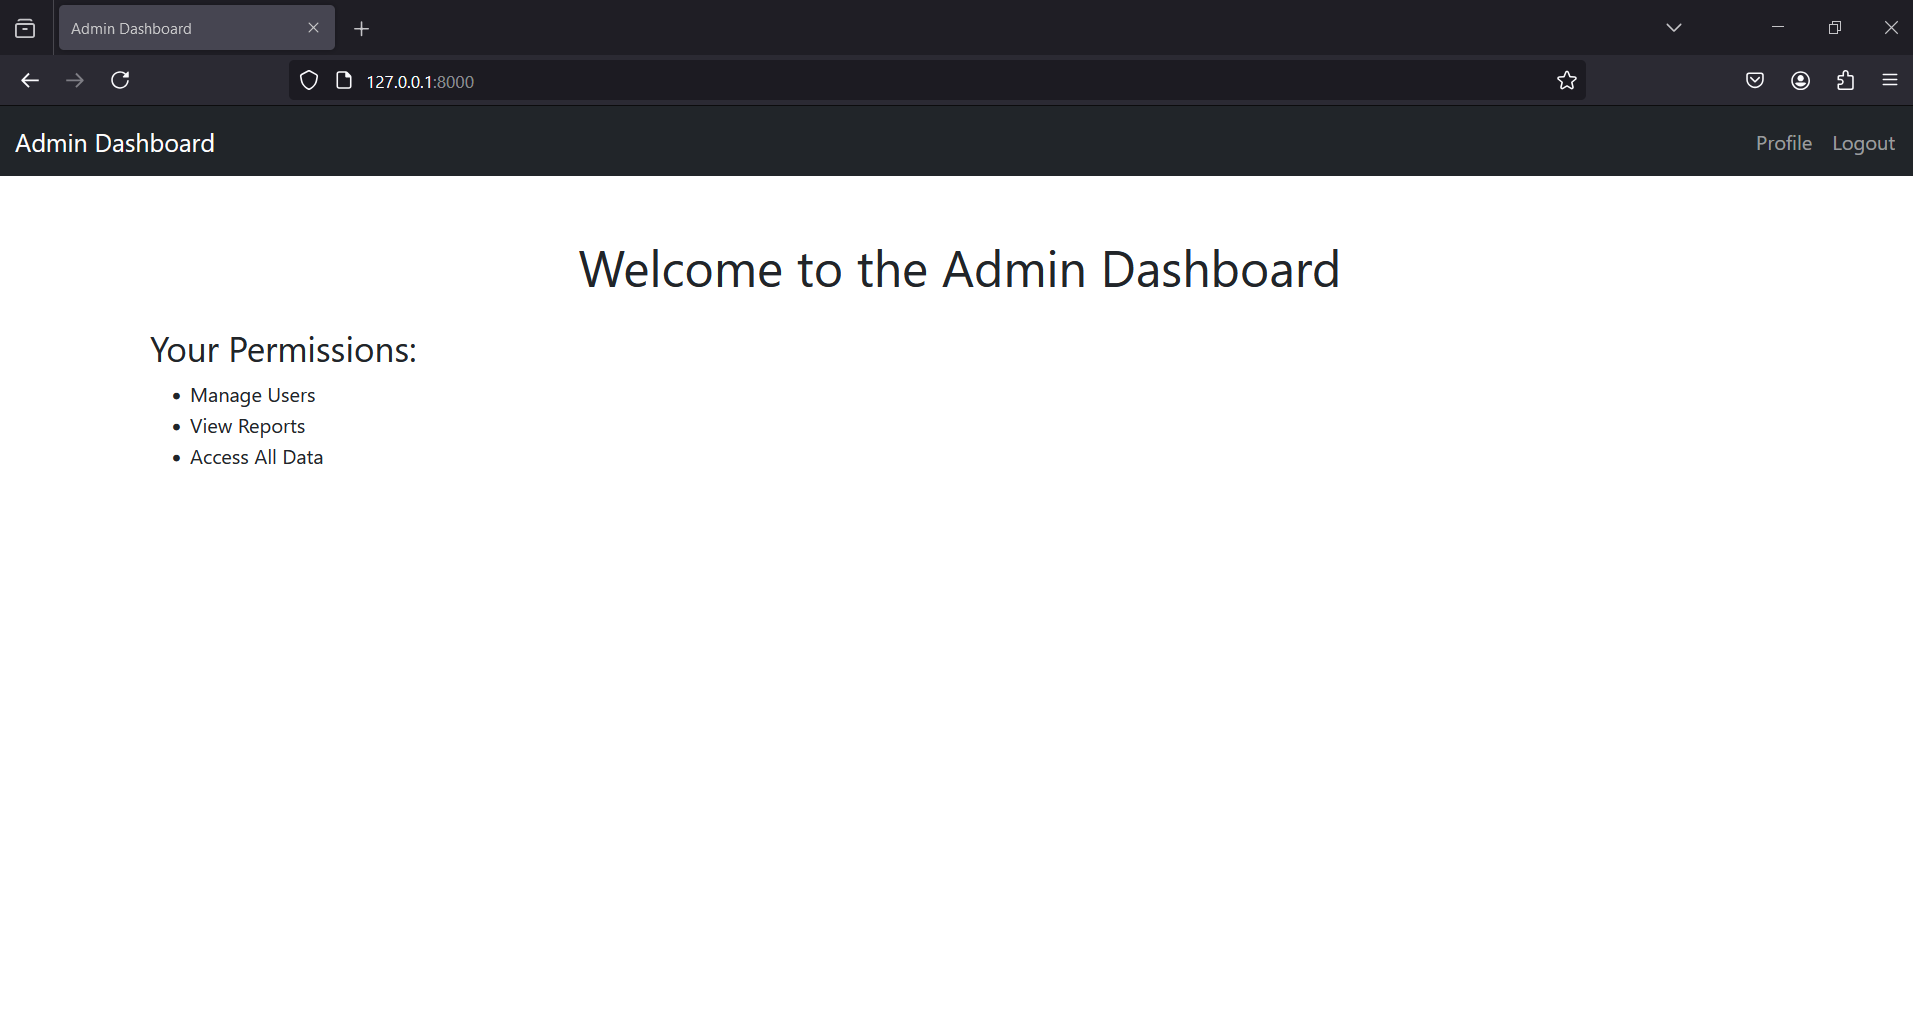 Admin Dashboard
127.0.0.1:8000
Admin Dashboard
Profile
Logout
Welcome to the Admin Dashboard
Your Permissions:
• Manage Users
• View Reports
• Access All Data